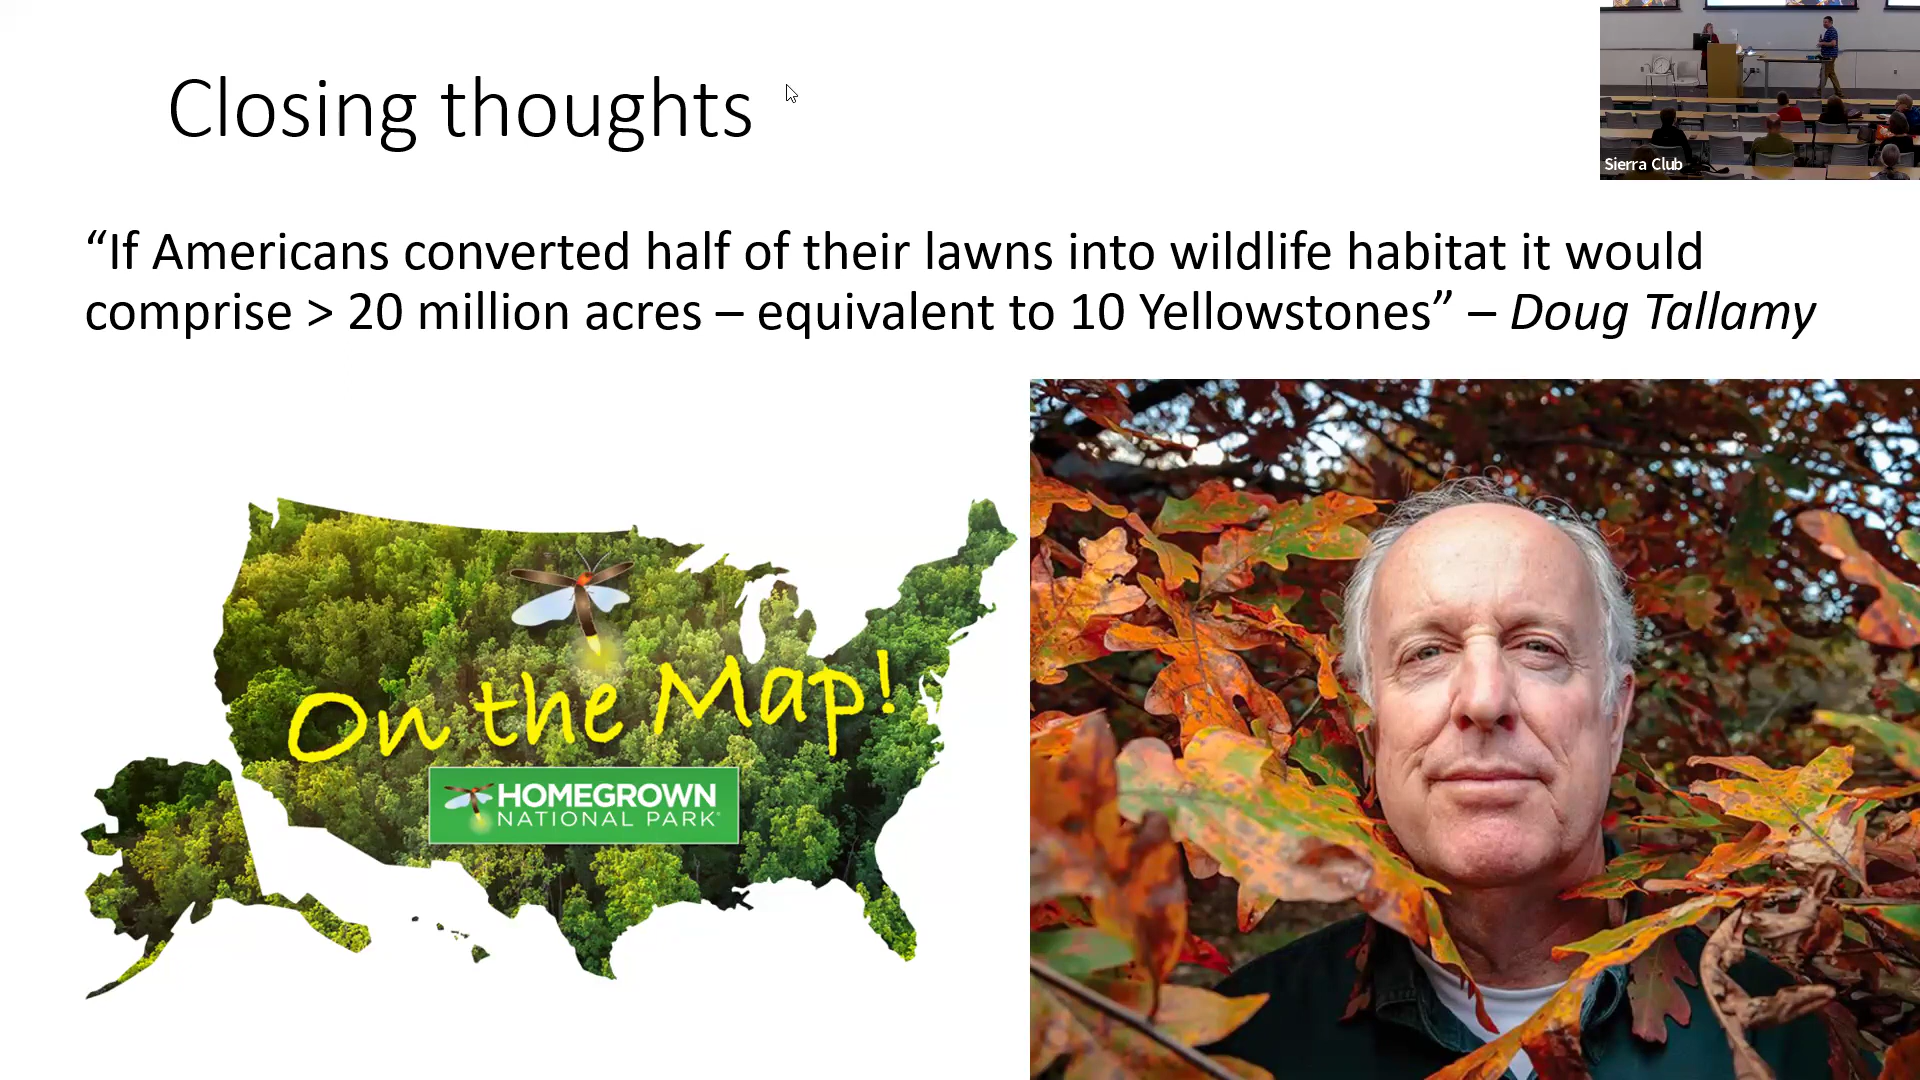 Closing thoughts
Sierra Club
“If Americans converted half of their lawns into wildlife habitat it would
comprise > 20 million acres – equivalent to 10 Yellowstones” – Doug Tallamy
On the Map!
HOMEGROWN
NATIONAL PARK®